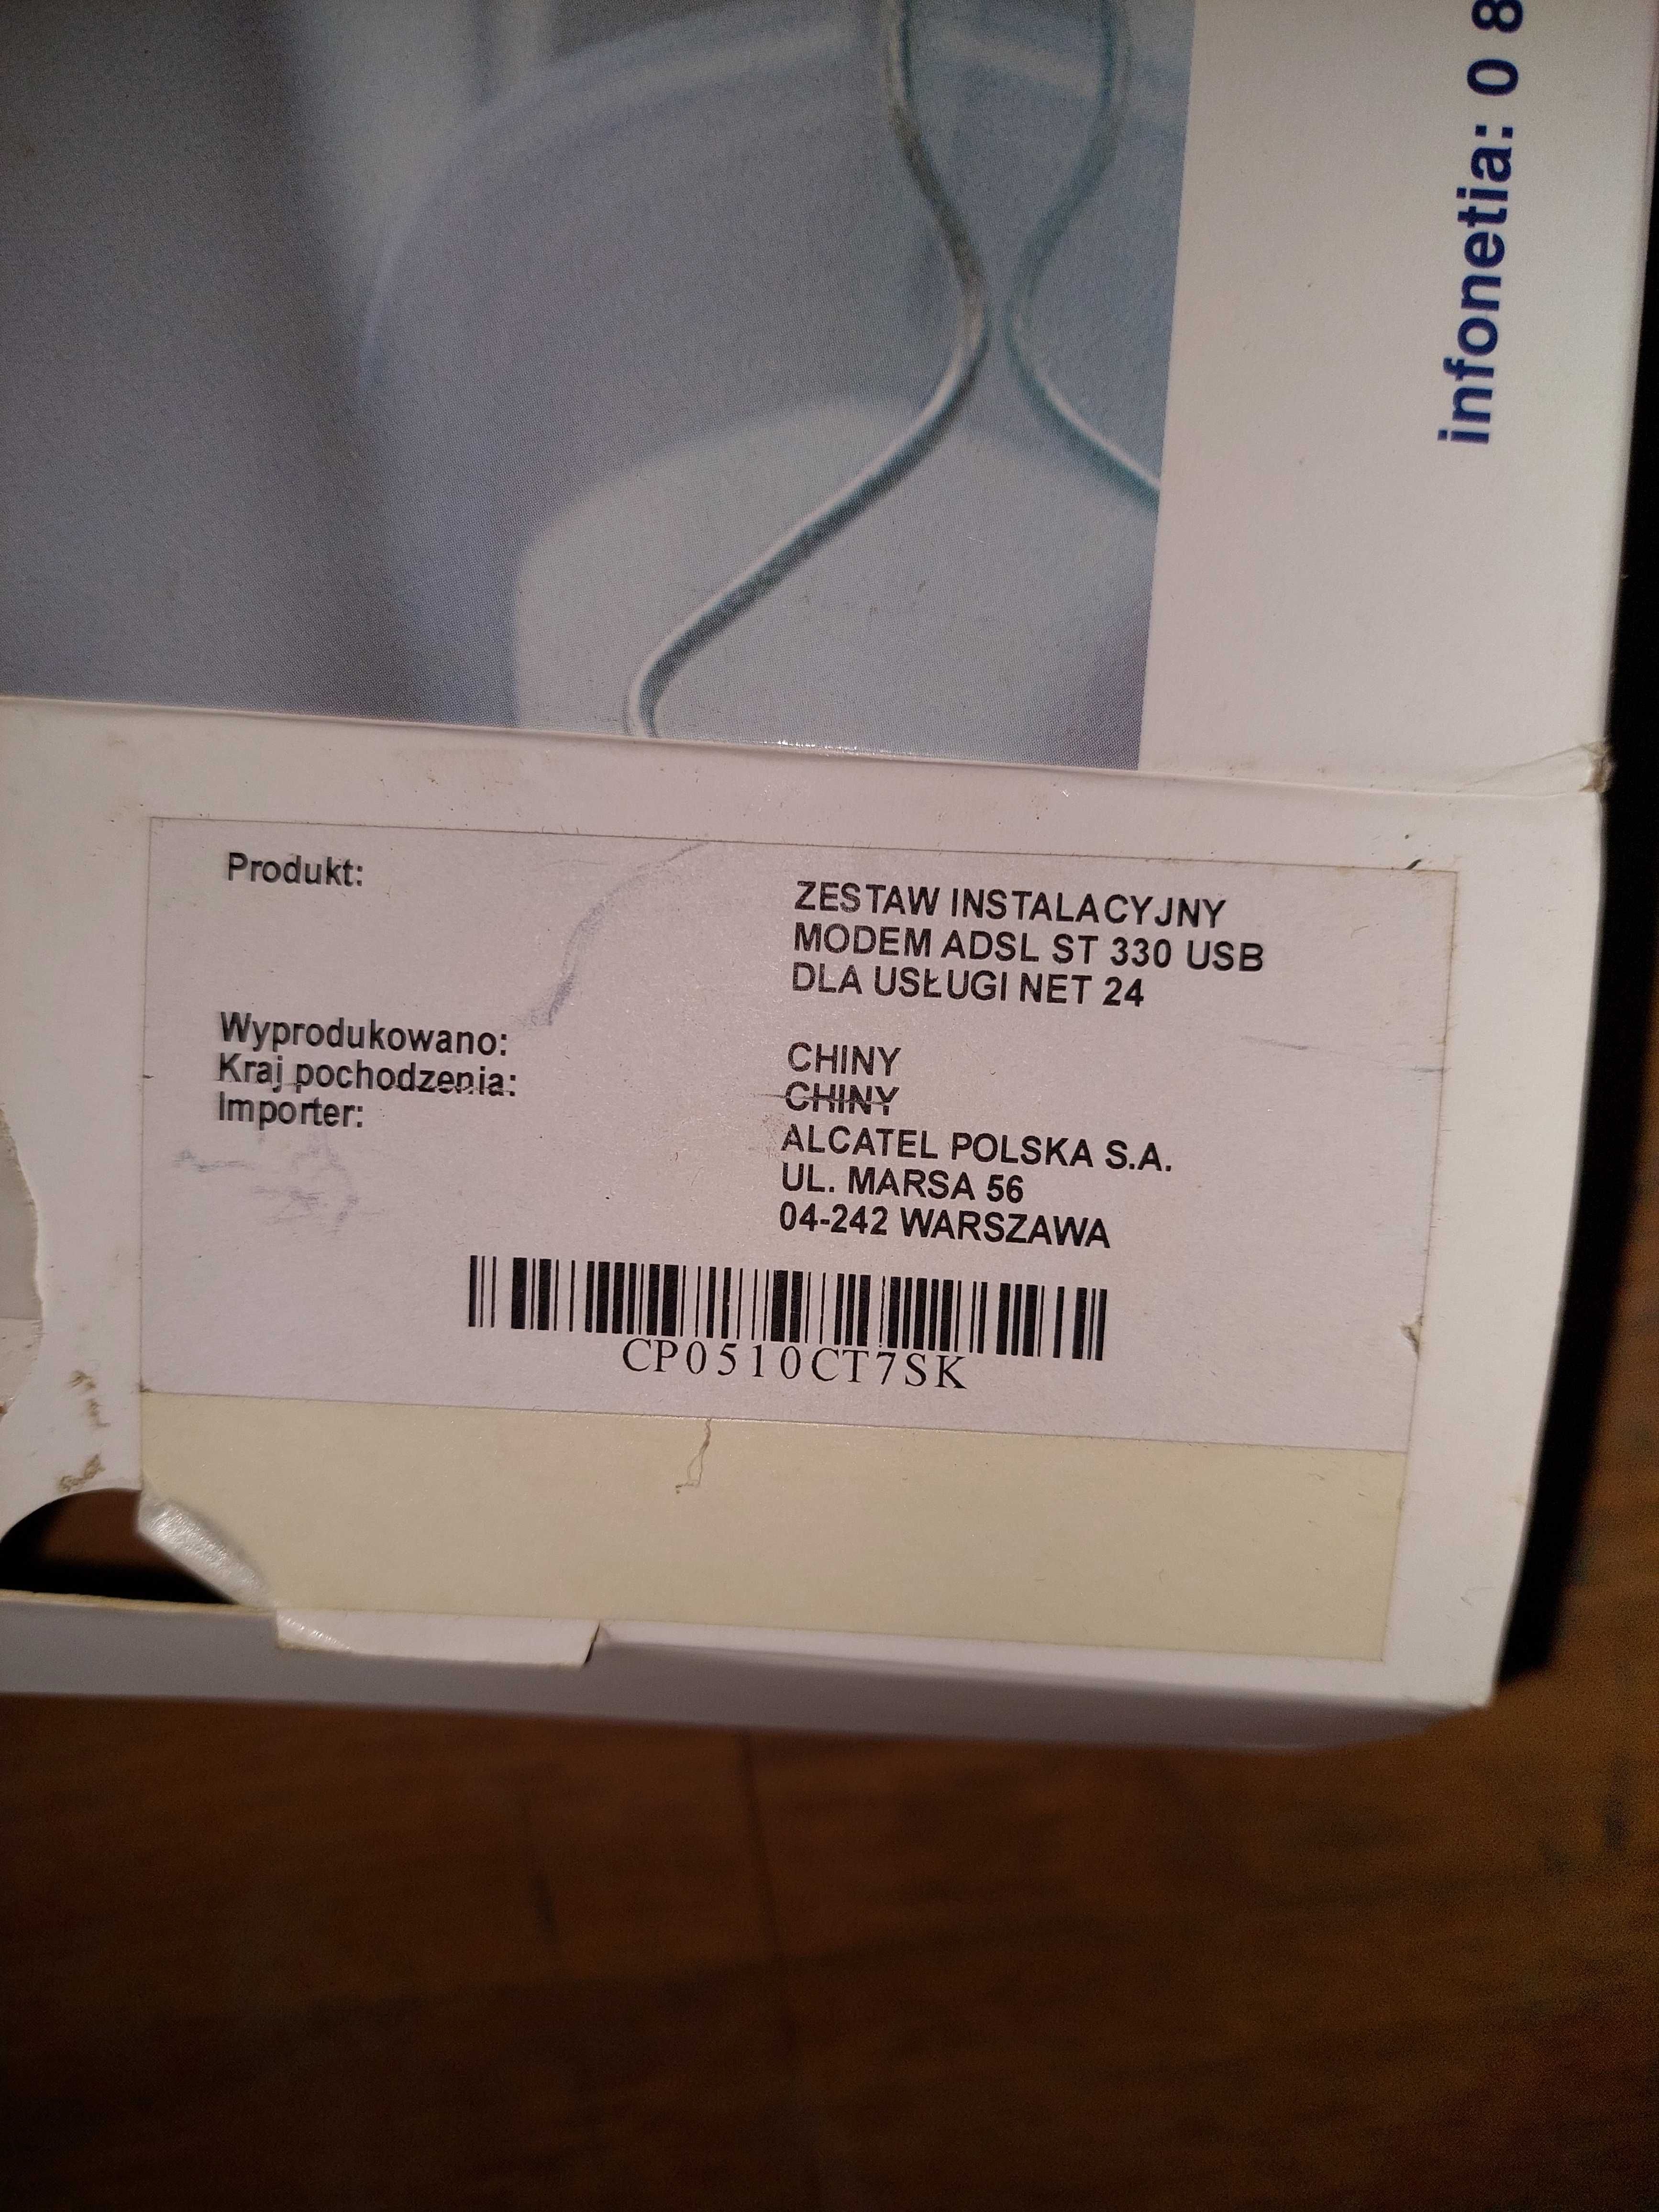 infonetia: 0 8
Produkt:
ZESTAW INSTALACYJNY
MODEM ADSL ST 330 USB
DLA USŁUGI NET 24
Wyprodukowano: CHINY
Kraj pochodzenia: CHINY
Importer: ALCATEL POLSKA S.A.
UL. MARSA 56
04-242 WARSZAWA
CP0510CT7SK